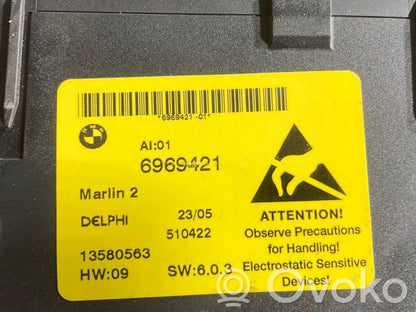 *6969421-01*
BMW
AI:01
6969421
Marlin 2
DELPHI
23/05
510422
13580563
HW:09
SW:6.0.3
ATTENTION!
Observe Precautions
for Handling!
Electrostatic Sensitive
Devices!
Ovoko